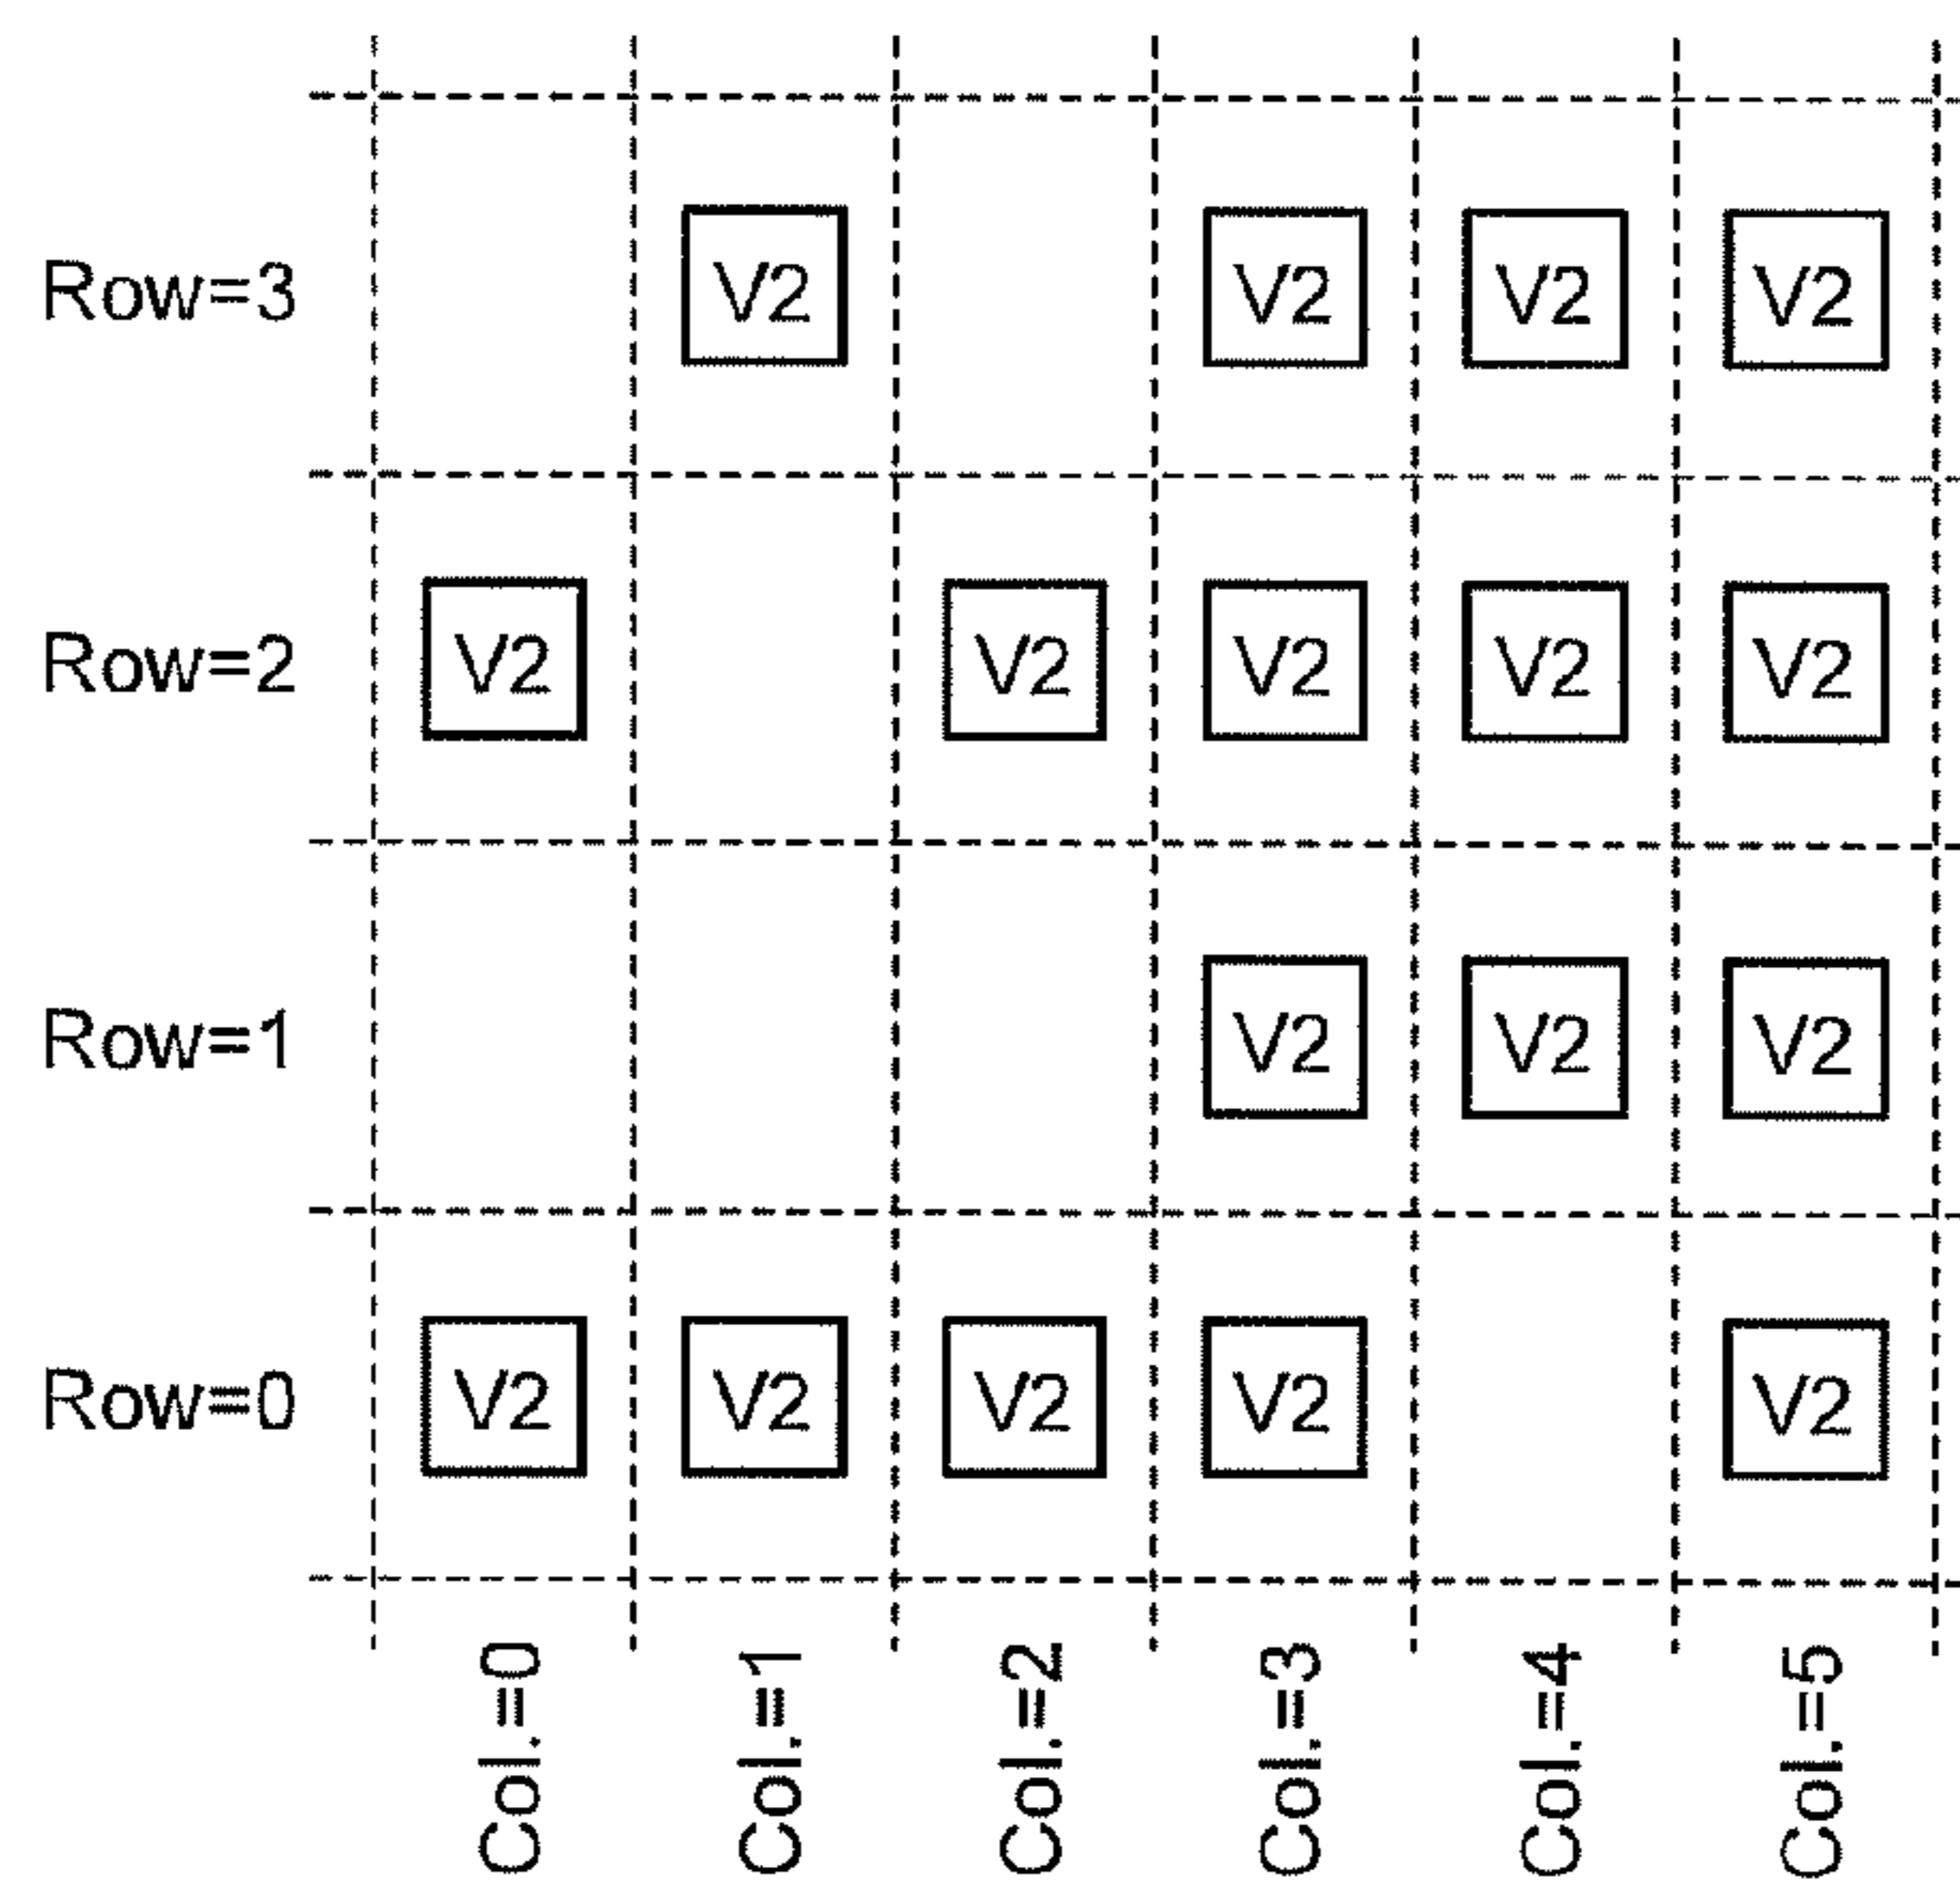 Row=3 V2 V2 V2 V2
Row=2 V2 V2 V2 V2 V2
Row=1 V2 V2 V2
Row=0 V2 V2 V2 V2 V2
Col.=0 Col.=1 Col.=2 Col.=3 Col.=4 Col.=5